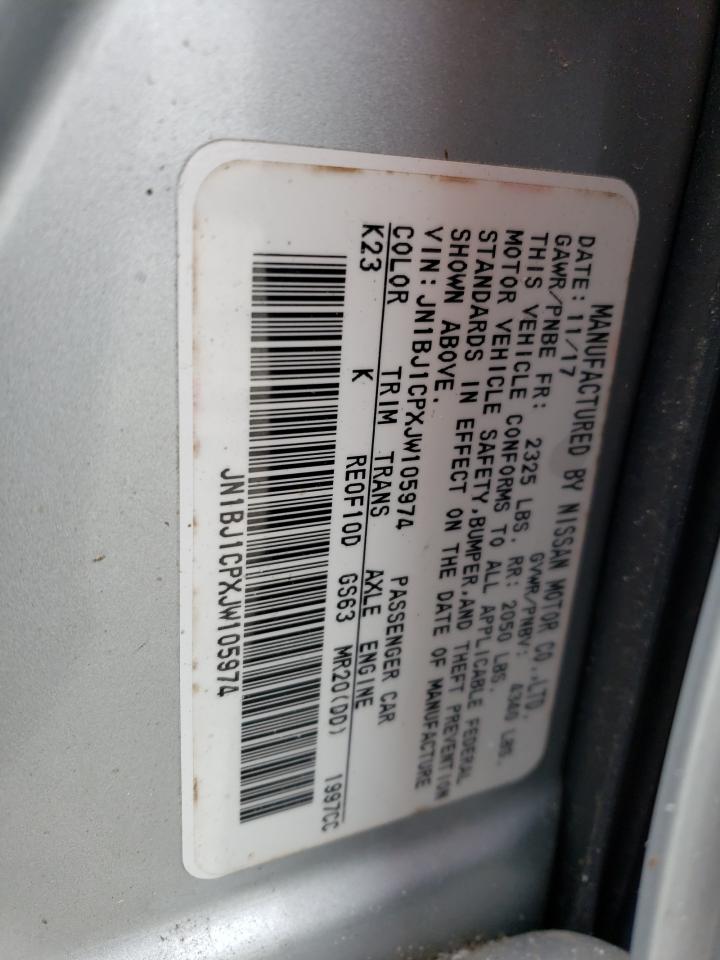 MANUFACTURED BY NISSAN MOTOR CO.,LTD.
DATE: 11/17 GVWR/PNBV: 4340 LBS.
GAWR/PNBE FR: 2325 LBS. RR: 2050 LBS.
THIS VEHICLE CONFORMS TO ALL APPLICABLE FEDERAL
MOTOR VEHICLE SAFETY,BUMPER,AND THEFT PREVENTION
STANDARDS IN EFFECT ON THE DATE OF MANUFACTURE
SHOWN ABOVE.
VIN: JN1BJ1CPXJW105974 PASSENGER CAR
COLOR TRIM TRANS AXLE ENGINE
K23 K RE0F10D GS63 MR20(DD) 1997CC
JN1BJ1CPXJW105974